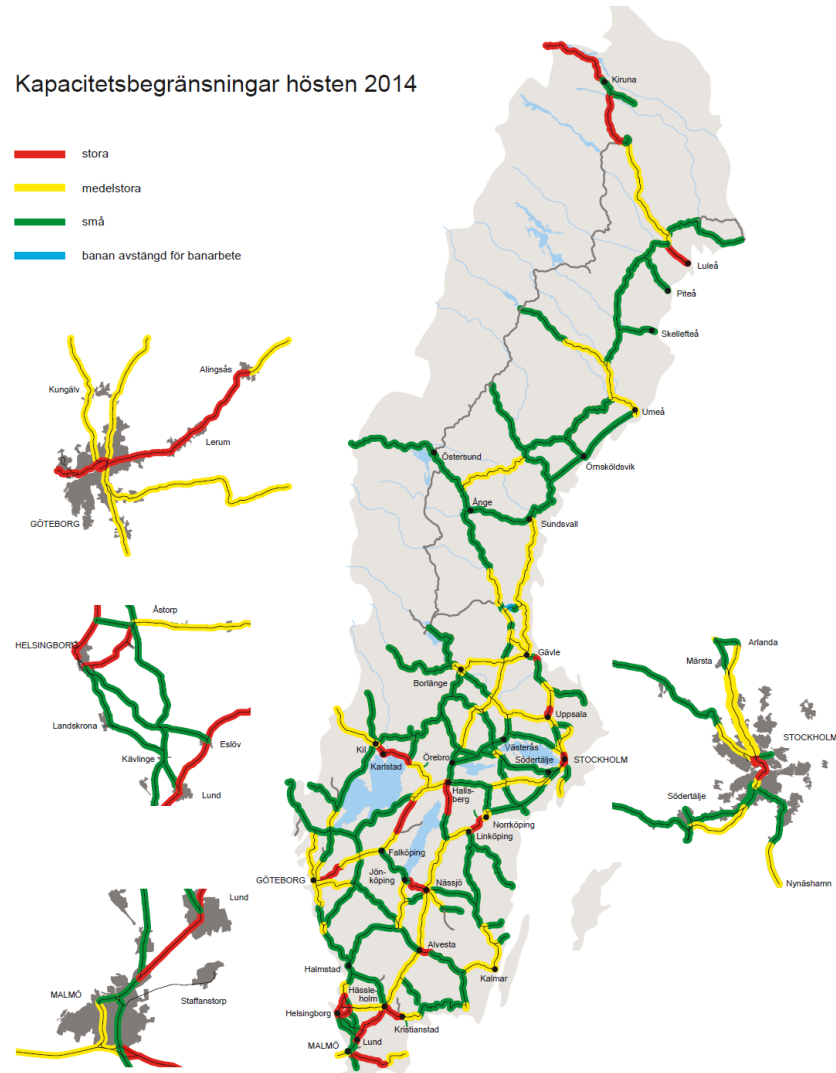 Kapacitetsbegränsningar hösten 2014
stora
medelstora
små
banan avstängd för banarbete
Kiruna
Luleå
Piteå
Skellefteå
Umeå
Örnsköldsvik
Östersund
Ånge
Sundsvall
Gävle
Borlänge
Uppsala
Kil
Karlstad
Örebro
Västerås
Södertälje
STOCKHOLM
Halls-
berg
Norrköping
Linköping
Falköping
GÖTEBORG
Jön-
köping
Nässjö
Alvesta
Halmstad
Kalmar
Hässle-
holm
Helsingborg
Kristianstad
Lund
MALMÖ
Kungälv
Alingsås
Lerum
GÖTEBORG
Åstorp
HELSINGBORG
Landskrona
Kävlinge
Eslöv
Lund
Lund
MALMÖ
Staffanstorp
Arlanda
Märsta
STOCKHOLM
Södertälje
Nynäshamn